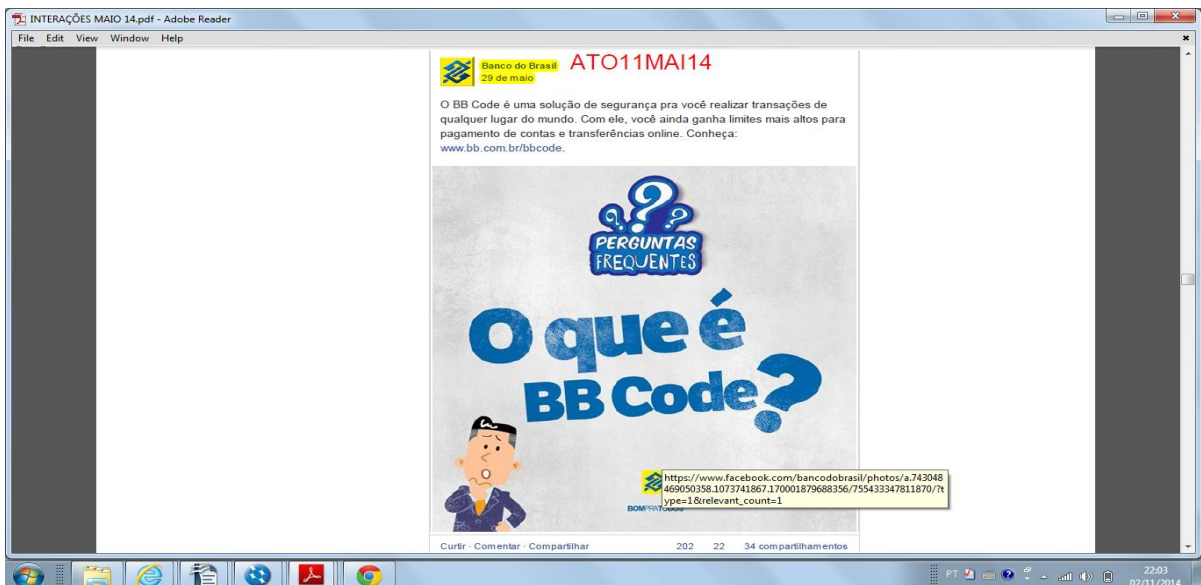 INTERAÇÕES MAIO 14.pdf - Adobe Reader
File Edit View Window Help
Banco do Brasil
29 de maio
ATO11MAI14
O BB Code é uma solução de segurança pra você realizar transações de
qualquer lugar do mundo. Com ele, você ainda ganha limites mais altos para
pagamento de contas e transferências online. Conheça:
www.bb.com.br/bbcode.
???
PERGUNTAS
FREQUENTES
O que é
BB Code?
https://www.facebook.com/bancodobrasil/photos/a.743048
469050358.1073741867.170001879688356/755433347811870/?t
ype=1&relevant_count=1
BOMPRATODOS
Curtir · Comentar · Compartilhar 202 22 34 compartilhamentos
PT 22:03
02/11/2014